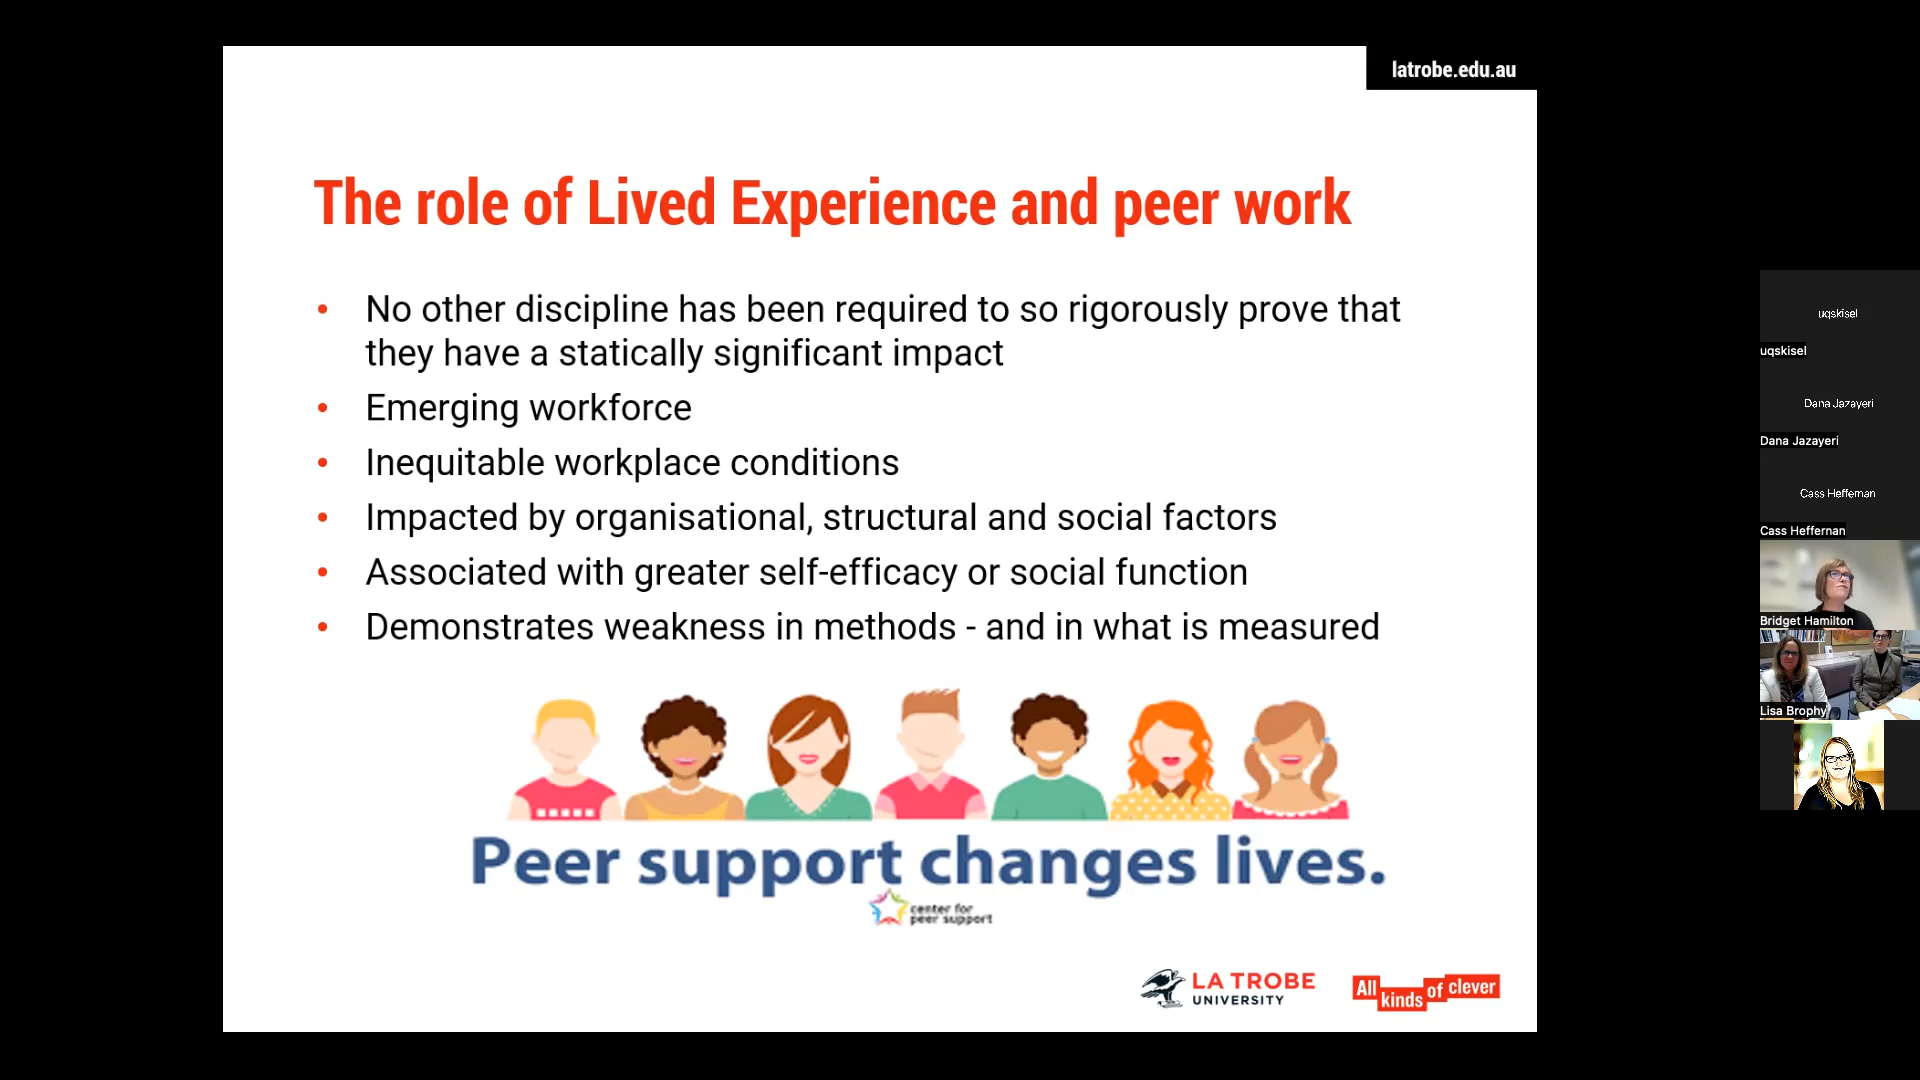 latrobe.edu.au
The role of Lived Experience and peer work
• No other discipline has been required to so rigorously prove that
they have a statically significant impact
• Emerging workforce
• Inequitable workplace conditions
• Impacted by organisational, structural and social factors
• Associated with greater self-efficacy or social function
• Demonstrates weakness in methods - and in what is measured
Peer support changes lives.
center for
peer support
LA TROBE
UNIVERSITY
All kinds of clever
uqskisel
uqskisel
Dana Jazayeri
Dana Jazayeri
Cass Heffernan
Cass Heffernan
Bridget Hamilton
Lisa Brophy